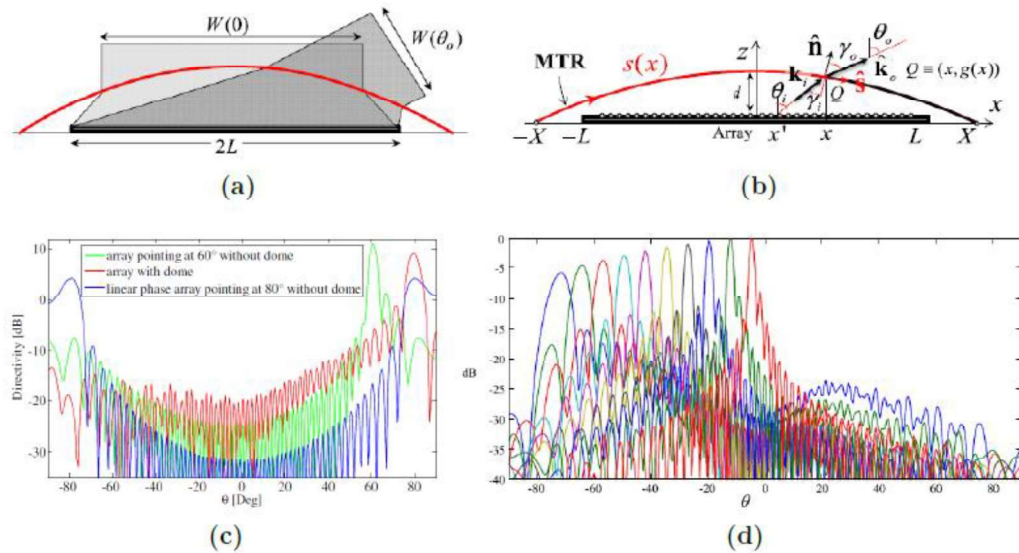 W(0)
W(θₒ)
2L
(a)
MTR
s(x)
z
n̂
γₒ
θₒ
k̂ᵢ
k̂ₒ
Q ≡ (x, g(x))
θᵢ
γᵢ
Q
ŝ
d
x
−X
−L
Array
x'
x
L
X
(b)
10
0
-10
-20
-30
Directivity [dB]
array pointing at 60° without dome
array with dome
linear phase array pointing at 80° without dome
-80
-60
-40
-20
0
20
40
60
80
θ [Deg]
(c)
0
-5
-10
-15
-20
-25
-30
-35
-40
dB
-80
-60
-40
-20
0
20
40
60
80
θ
(d)